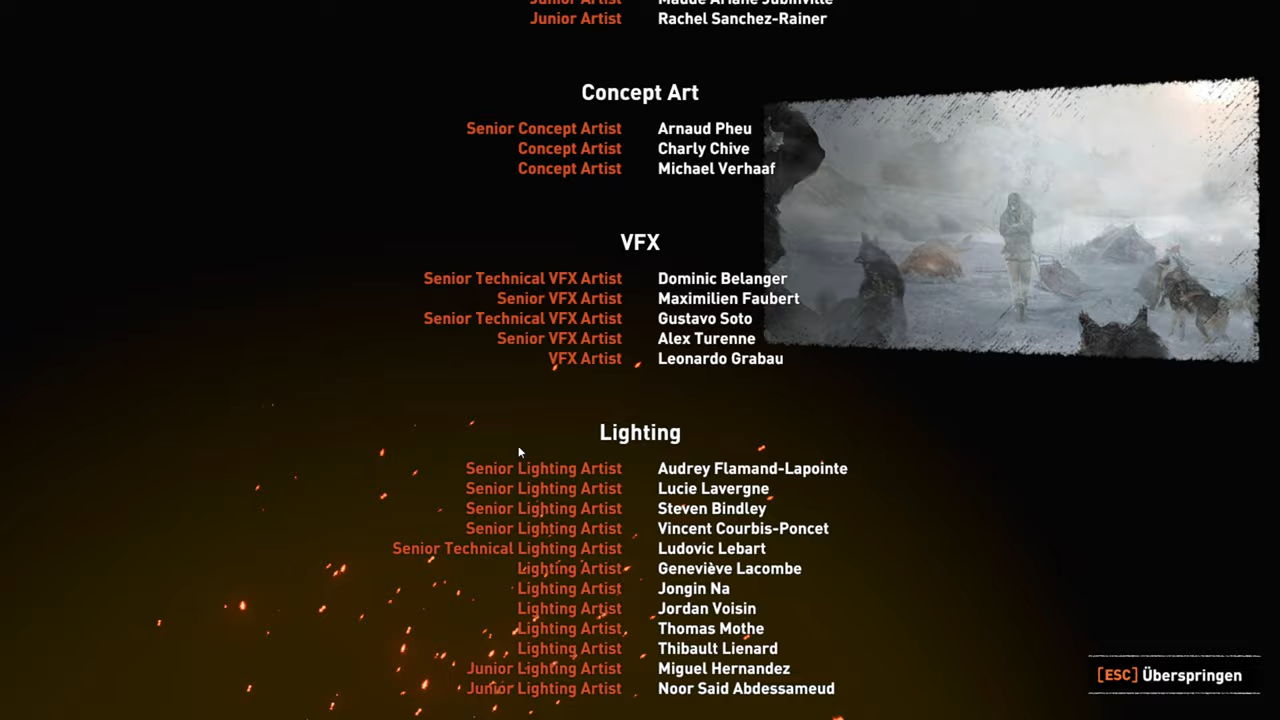 Junior Artist Maude Ariane Jubinville
Junior Artist Rachel Sanchez-Rainer
Concept Art
Senior Concept Artist Arnaud Pheu
Concept Artist Charly Chive
Concept Artist Michael Verhaaf
VFX
Senior Technical VFX Artist Dominic Belanger
Senior VFX Artist Maximilien Faubert
Senior Technical VFX Artist Gustavo Soto
Senior VFX Artist Alex Turenne
VFX Artist Leonardo Grabau
Lighting
Senior Lighting Artist Audrey Flamand-Lapointe
Senior Lighting Artist Lucie Lavergne
Senior Lighting Artist Steven Bindley
Senior Lighting Artist Vincent Courbis-Poncet
Senior Technical Lighting Artist Ludovic Lebart
Lighting Artist Geneviève Lacombe
Lighting Artist Jongin Na
Lighting Artist Jordan Voisin
Lighting Artist Thomas Mothe
Lighting Artist Thibault Lienard
Junior Lighting Artist Miguel Hernandez
Junior Lighting Artist Noor Said Abdessameud
[ESC] Überspringen